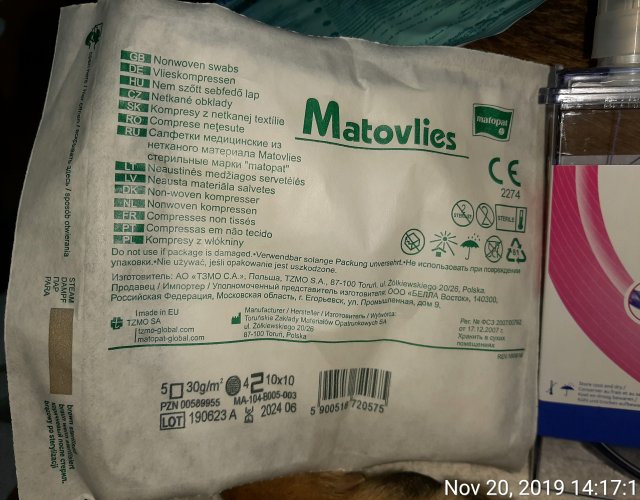 GB Nonwoven swabs
DE Vlieskompressen
HU Nem szőtt sebfedő lap
CZ Netkané obklady
SK Kompresy z netkanej textílie
RO Comprese neţesute
RU Салфетки медицинские из
нетканого материала Matovlies
стерильные марки "matopat"
LT Neaustinės medžiagos servetėlės
LV Neausta materiāla salvetes
DK Non-woven kompresser
NL Nonwoven kompressen
FR Compresses non tissés
PT Compressas em não tecido
PL Kompresy z włókniny
Matovlies
matopat
CE
2274
2
STERILIZE
STERILE
Do not use if package is damaged.•Verwendbar solange Packung unversehrt.•Не использовать при повреждении
упаковки.•Nie używać, jeśli opakowanie jest uszkodzone.
Изготовитель: АО «ТЗМО С.А.», Польша, TZMO S.A., 87-100 Toruń, ul. Żółkiewskiego 20/26, Polska.
Продавец / Импортер / Уполномоченный представитель изготовителя: ООО «БЕЛЛА Восток», 140300,
Российская Федерация, Московская область, г. Егорьевск, ул. Промышленная, дом 9.
Made in EU
TZMO SA
tzmo-global.com
matopat-global.com
Manufacturer / Hersteller / Изготовитель / Wytwórca:
Toruńskie Zakłady Materiałów Opatrunkowych SA
ul. Żółkiewskiego 20/26
87-100 Toruń, Polska
Рег. № ФСЗ
от 17.12.2007 г.
Хранить в сухих
помещениях
STEAM
DAMPF
ПАР
PARA
5 30g/m² 4 10x10
PZN 00589955 MA-104-B005-003
LOT 190623 A 2024 06
5 900516 720575
Store cool and dry
Nov 20, 2019 14:17:1